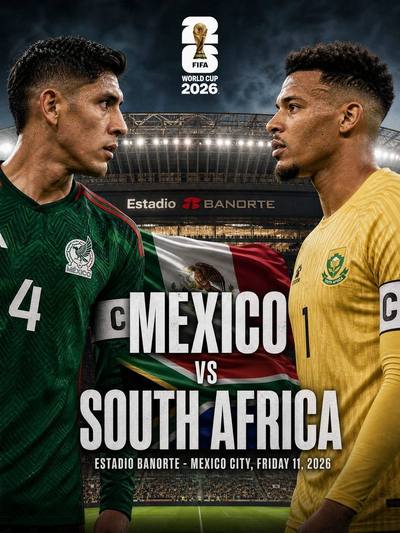 26
FIFA
WORLD CUP
2026
Estadio BANORTE
MEXICO
4
C
1
C
MEXICO
VS
SOUTH AFRICA
ESTADIO BANORTE - MEXICO CITY, FRIDAY 11, 2026